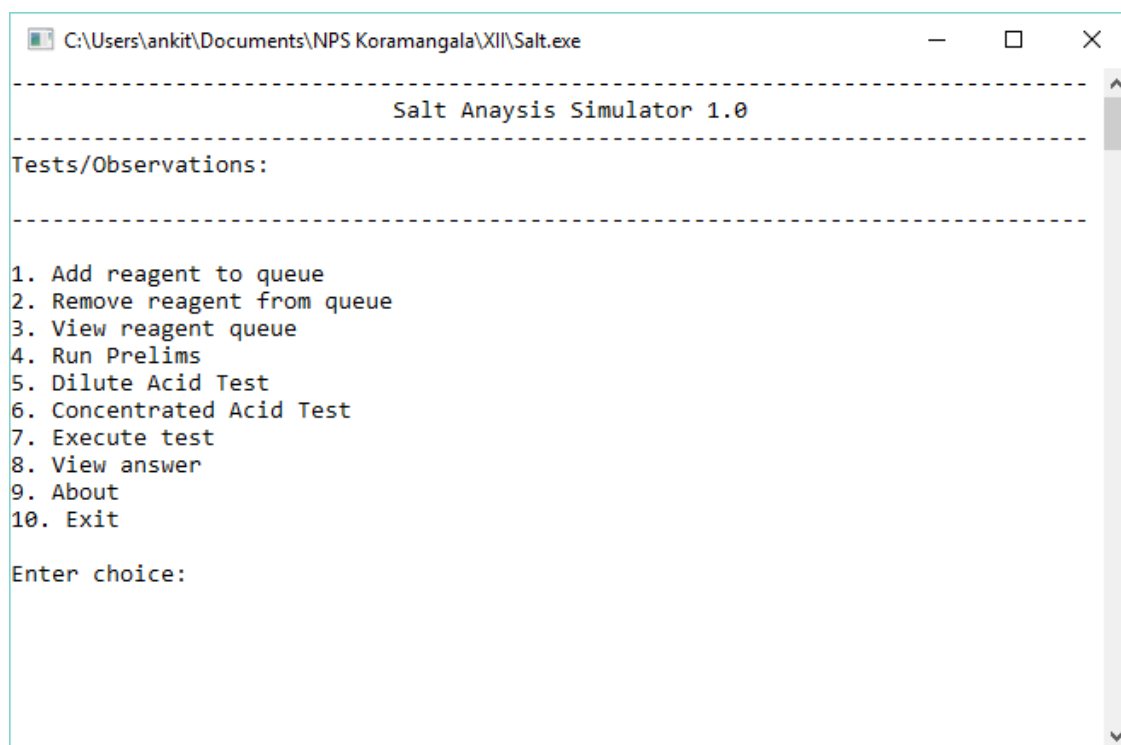 C:\Users\ankit\Documents\NPS Koramangala\XII\Salt.exe
--------------------------------------------------------------------------------
Salt Anaysis Simulator 1.0
--------------------------------------------------------------------------------
Tests/Observations:
--------------------------------------------------------------------------------
1. Add reagent to queue
2. Remove reagent from queue
3. View reagent queue
4. Run Prelims
5. Dilute Acid Test
6. Concentrated Acid Test
7. Execute test
8. View answer
9. About
10. Exit
Enter choice: